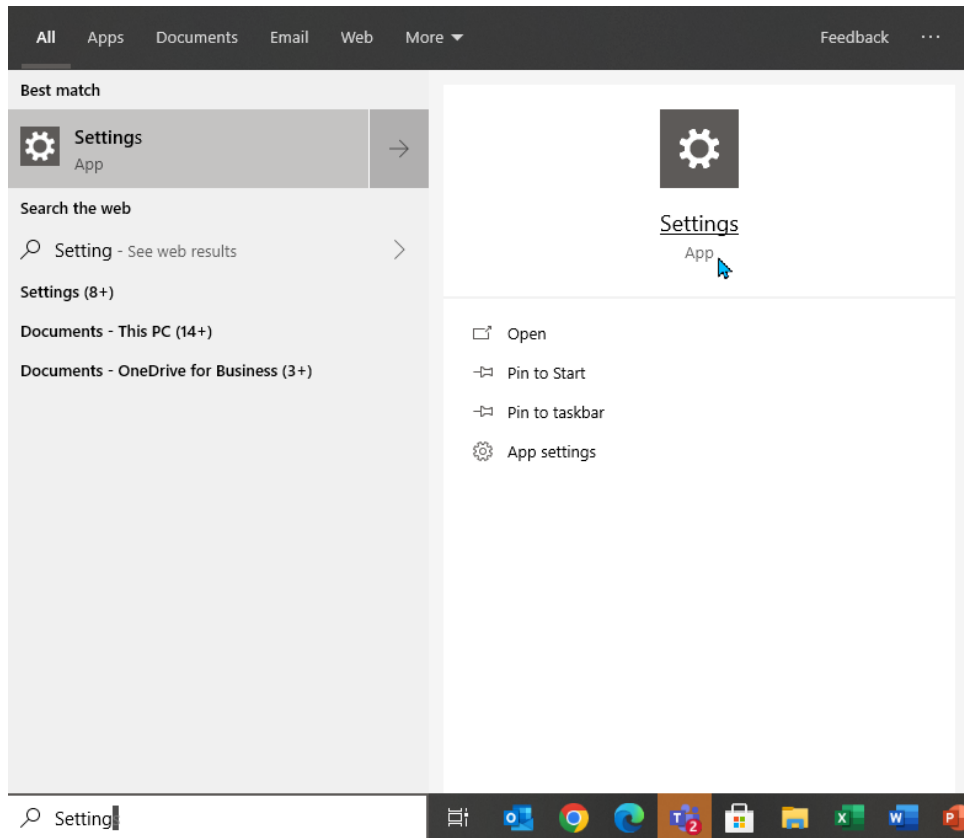 All Apps Documents Email Web More Feedback ...
Best match
Settings
App
Search the web
Setting - See web results
Settings (8+)
Documents - This PC (14+)
Documents - OneDrive for Business (3+)
Settings
App
Open
Pin to Start
Pin to taskbar
App settings
Setting
2